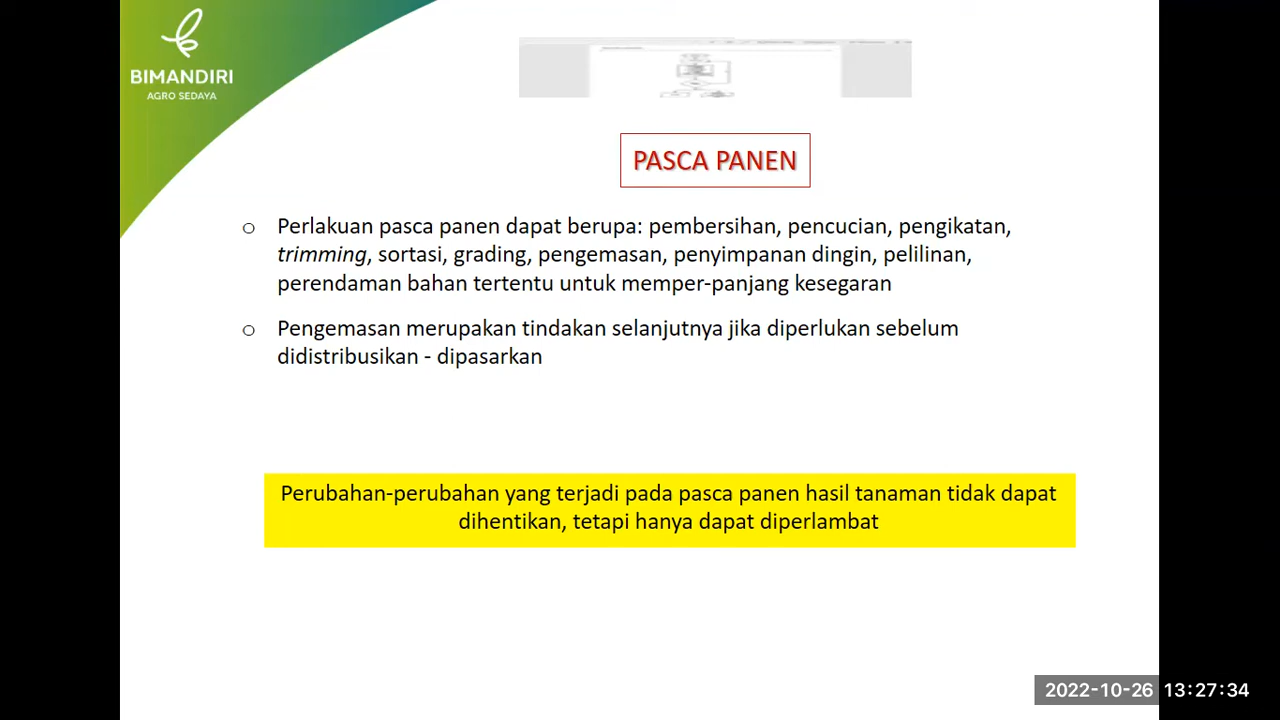 BIMANDIRI
AGRO SEDAYA
PASCA PANEN
o Perlakuan pasca panen dapat berupa: pembersihan, pencucian, pengikatan,
trimming, sortasi, grading, pengemasan, penyimpanan dingin, pelilinan,
perendaman bahan tertentu untuk memper-panjang kesegaran
o Pengemasan merupakan tindakan selanjutnya jika diperlukan sebelum
didistribusikan - dipasarkan
Perubahan-perubahan yang terjadi pada pasca panen hasil tanaman tidak dapat
dihentikan, tetapi hanya dapat diperlambat
2022-10-26 13:27:34